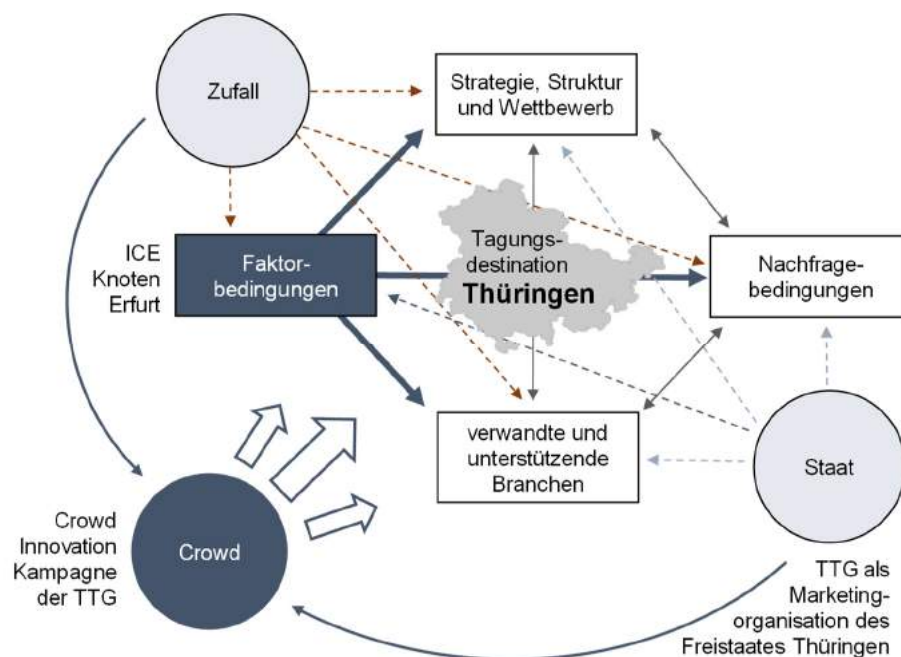 Zufall
Strategie, Struktur
und Wettbewerb
ICE
Knoten
Erfurt
Faktor-
bedingungen
Tagungs-
destination
Thüringen
Nachfrage-
bedingungen
verwandte und
unterstützende
Branchen
Staat
Crowd
Innovation
Kampagne
der TTG
Crowd
TTG als
Marketing-
organisation des
Freistaates Thüringen